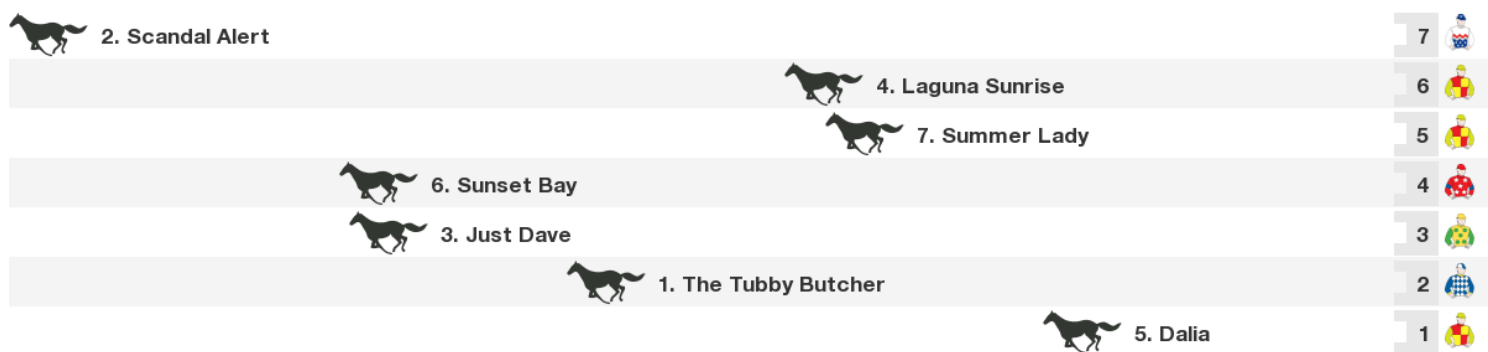 2. Scandal Alert 7
4. Laguna Sunrise 6
7. Summer Lady 5
6. Sunset Bay 4
3. Just Dave 3
1. The Tubby Butcher 2
5. Dalia 1